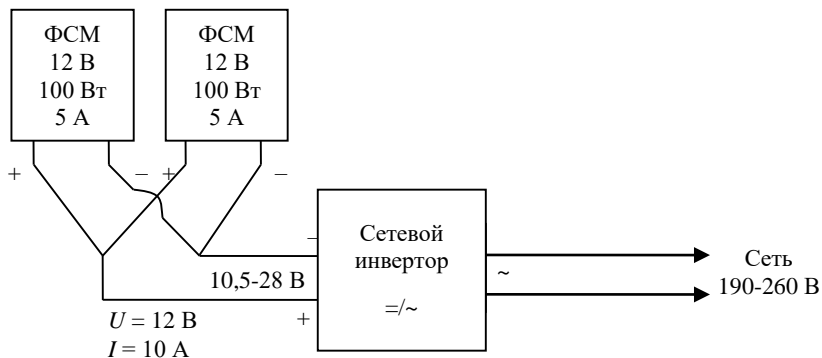 ФСМ
12 В
100 Вт
5 А
ФСМ
12 В
100 Вт
5 А
+
–
+
–
–
Сетевой
инвертор
=/~
~
Сеть
190-260 В
10,5-28 В
+
U = 12 В
I = 10 А